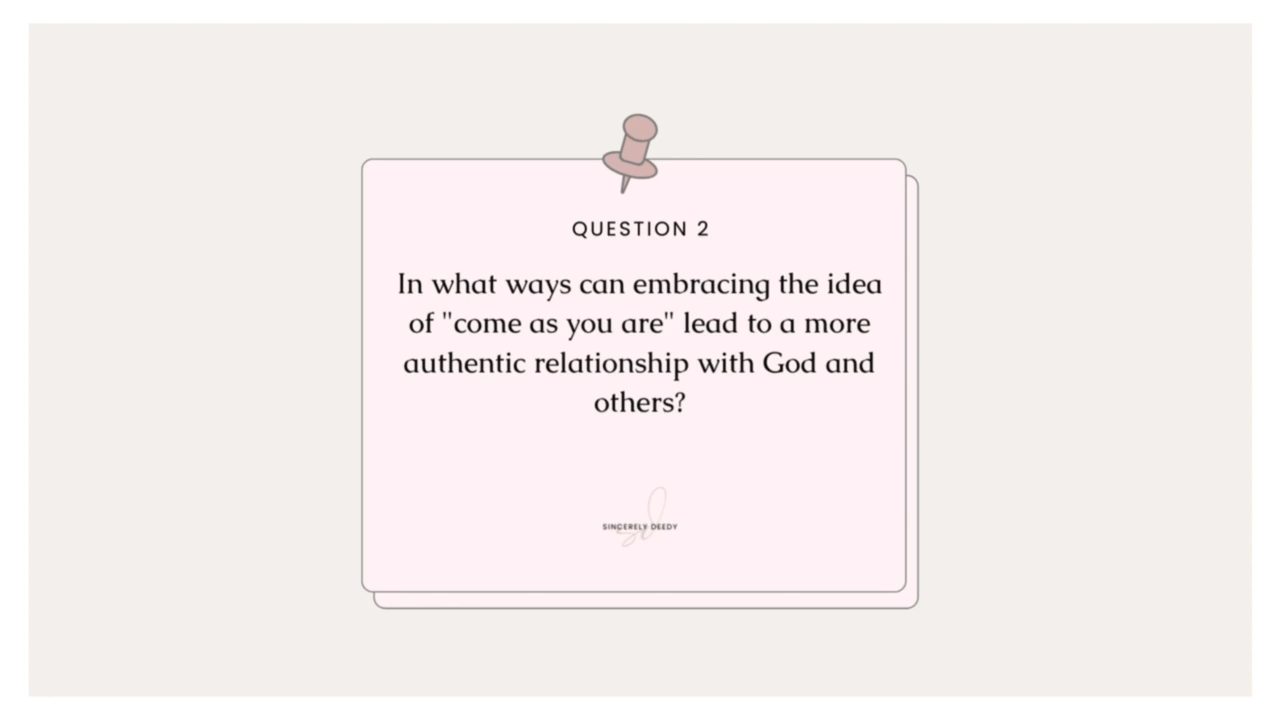 QUESTION 2
In what ways can embracing the idea
of "come as you are" lead to a more
authentic relationship with God and
others?
SINCERELY DEEDY